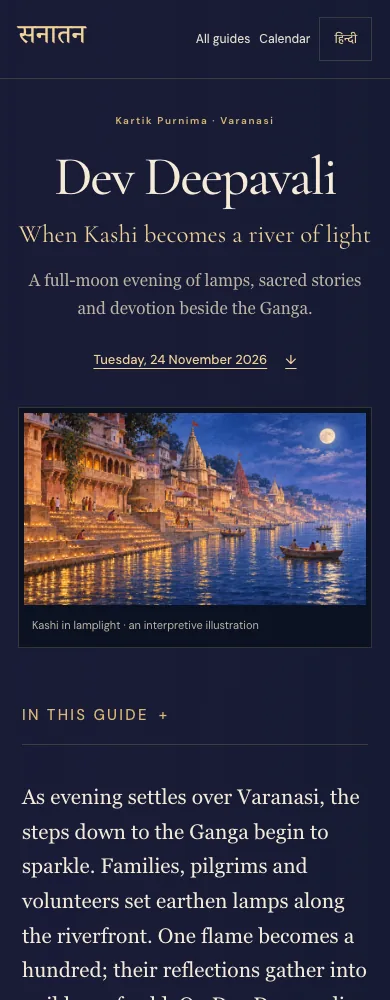 सनातन
All guides Calendar हिन्दी
Kartik Purnima · Varanasi
Dev Deepavali
When Kashi becomes a river of light
A full-moon evening of lamps, sacred stories
and devotion beside the Ganga.
Tuesday, 24 November 2026 ↓
Kashi in lamplight · an interpretive illustration
IN THIS GUIDE +
As evening settles over Varanasi, the
steps down to the Ganga begin to
sparkle. Families, pilgrims and
volunteers set earthen lamps along
the riverfront. One flame becomes a
hundred; their reflections gather into